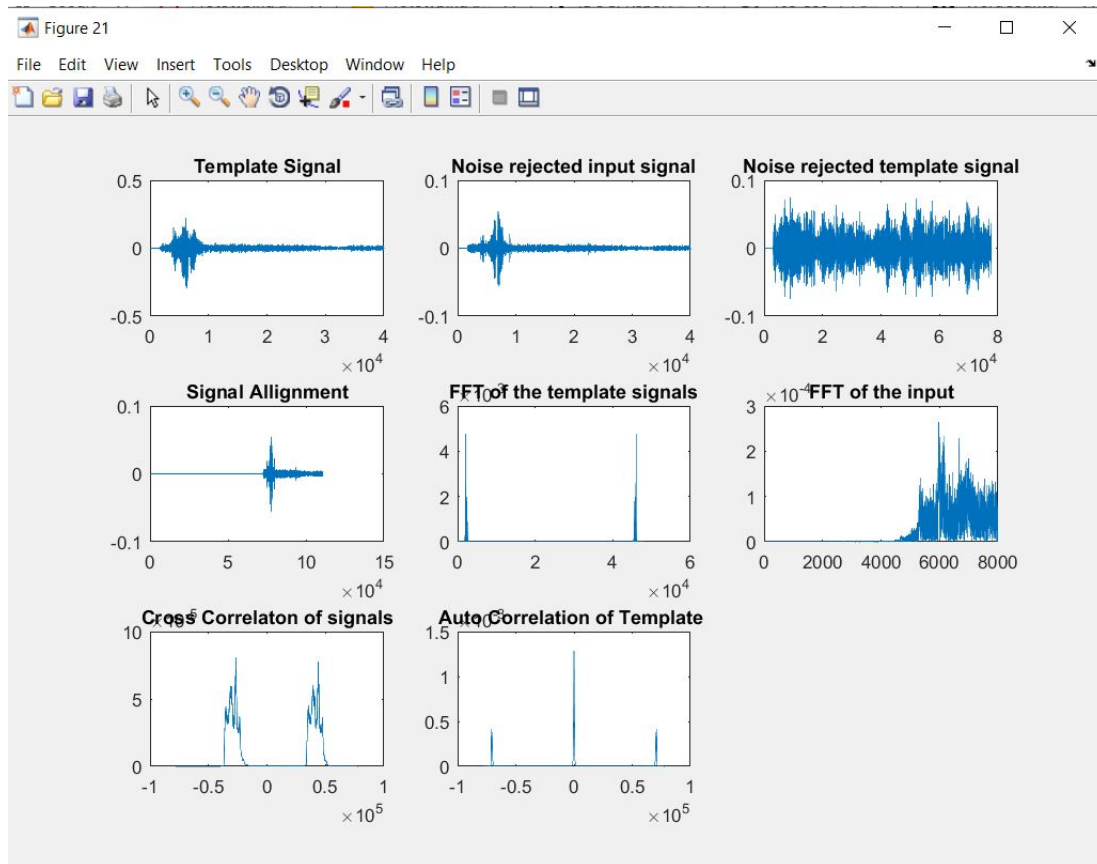 Figure 21
File Edit View Insert Tools Desktop Window Help
Template Signal
0.5
0
-0.5
0 1 2 3 4
×10^4
Noise rejected input signal
0.1
0
-0.1
0 1 2 3 4
×10^4
Noise rejected template signal
0.1
0
-0.1
0 2 4 6 8
×10^4
Signal Allignment
0.1
0
-0.1
0 5 10 15
×10^4
FFT of the template signals
6
4
2
0
0 2 4 6
×10^4
×10^-4
FFT of the input
3
2
1
0
0 2000 4000 6000 8000
Cross Correlaton of signals
10
5
0
-1 -0.5 0 0.5 1
×10^5
Auto Correlation of Template
1.5
1
0.5
0
-1 -0.5 0 0.5 1
×10^5